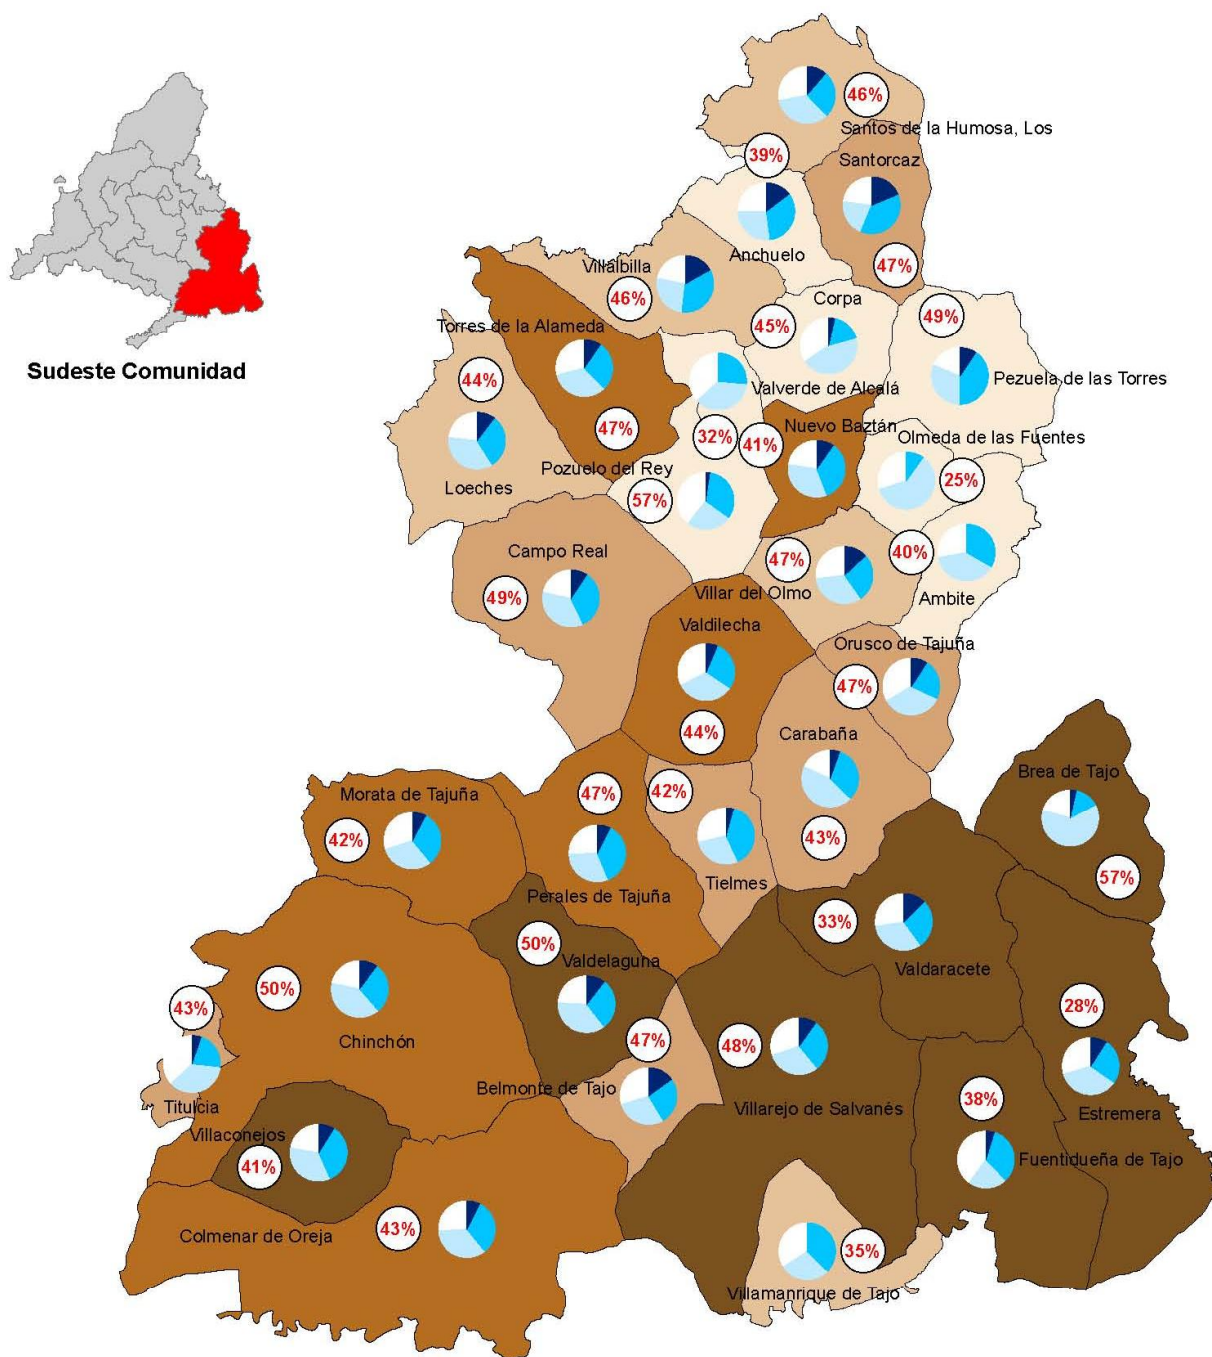 Sudeste Comunidad
46%
Santos de la Humosa, Los
39%
Santorcaz
Anchuelo
47%
Villalbilla
46%
Corpa
45%
49%
Torres de la Alameda
44%
Valverde de Alcalá
Pezuela de las Torres
47%
32%
41%
Nuevo Baztán
Olmeda de las Fuentes
Pozuelo del Rey
Loeches
57%
25%
Campo Real
47%
40%
49%
Villar del Olmo
Ambite
Valdilecha
Orusco de Tajuña
47%
44%
Carabaña
Brea de Tajo
Morata de Tajuña
47%
42%
42%
43%
57%
Tielmes
Perales de Tajuña
33%
50%
Valdelaguna
Valdaracete
50%
43%
28%
Chinchón
47%
48%
Belmonte de Tajo
Villarejo de Salvanés
38%
Estremera
Titulcia
Villaconejos
41%
Fuentidueña de Tajo
Colmenar de Oreja
43%
35%
Villamanrique de Tajo